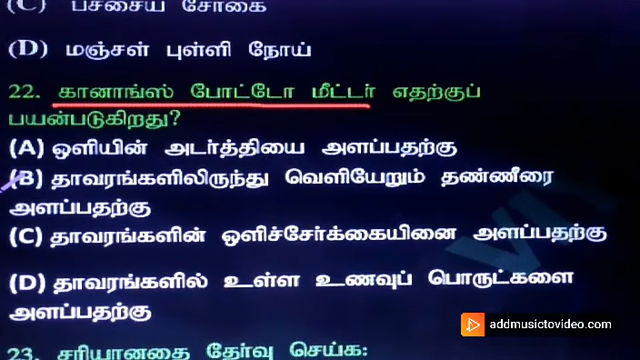 (C) பச்சைய சோகை
(D) மஞ்சள் புள்ளி நோய்
22. கானாங்ஸ் போட்டோ மீட்டர் எதற்குப்
பயன்படுகிறது?
(A) ஒளியின் அடர்த்தியை அளப்பதற்கு
(B) தாவரங்களிலிருந்து வெளியேறும் தண்ணீரை
அளப்பதற்கு
(C) தாவரங்களின் ஒளிச்சேர்க்கையினை அளப்பதற்கு
(D) தாவரங்களில் உள்ள உணவுப் பொருட்களை
அளப்பதற்கு
addmusictovideo.com
23. சரியானதை தேர்வு செய்க: